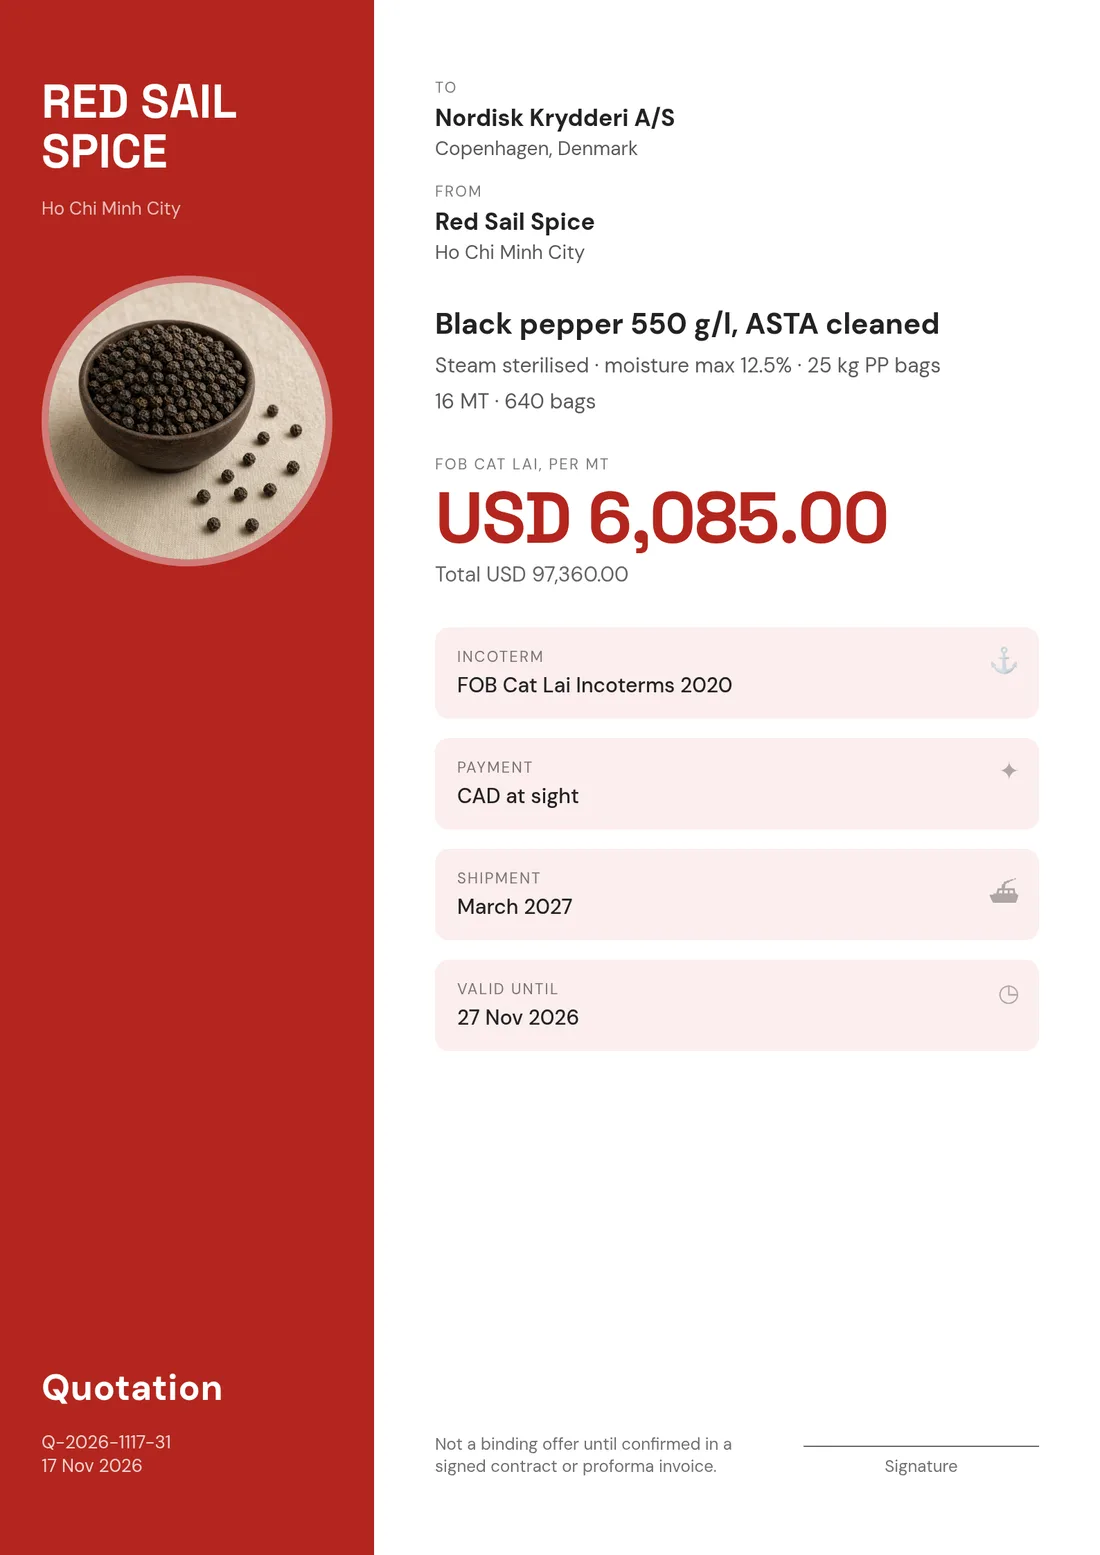 RED SAIL
SPICE
Ho Chi Minh City
Quotation
Q-2026-1117-31
17 Nov 2026
TO
Nordisk Krydderi A/S
Copenhagen, Denmark
FROM
Red Sail Spice
Ho Chi Minh City
Black pepper 550 g/l, ASTA cleaned
Steam sterilised · moisture max 12.5% · 25 kg PP bags
16 MT · 640 bags
FOB CAT LAI, PER MT
USD 6,085.00
Total USD 97,360.00
INCOTERM
FOB Cat Lai Incoterms 2020
PAYMENT
CAD at sight
SHIPMENT
March 2027
VALID UNTIL
27 Nov 2026
Not a binding offer until confirmed in a
signed contract or proforma invoice.
Signature